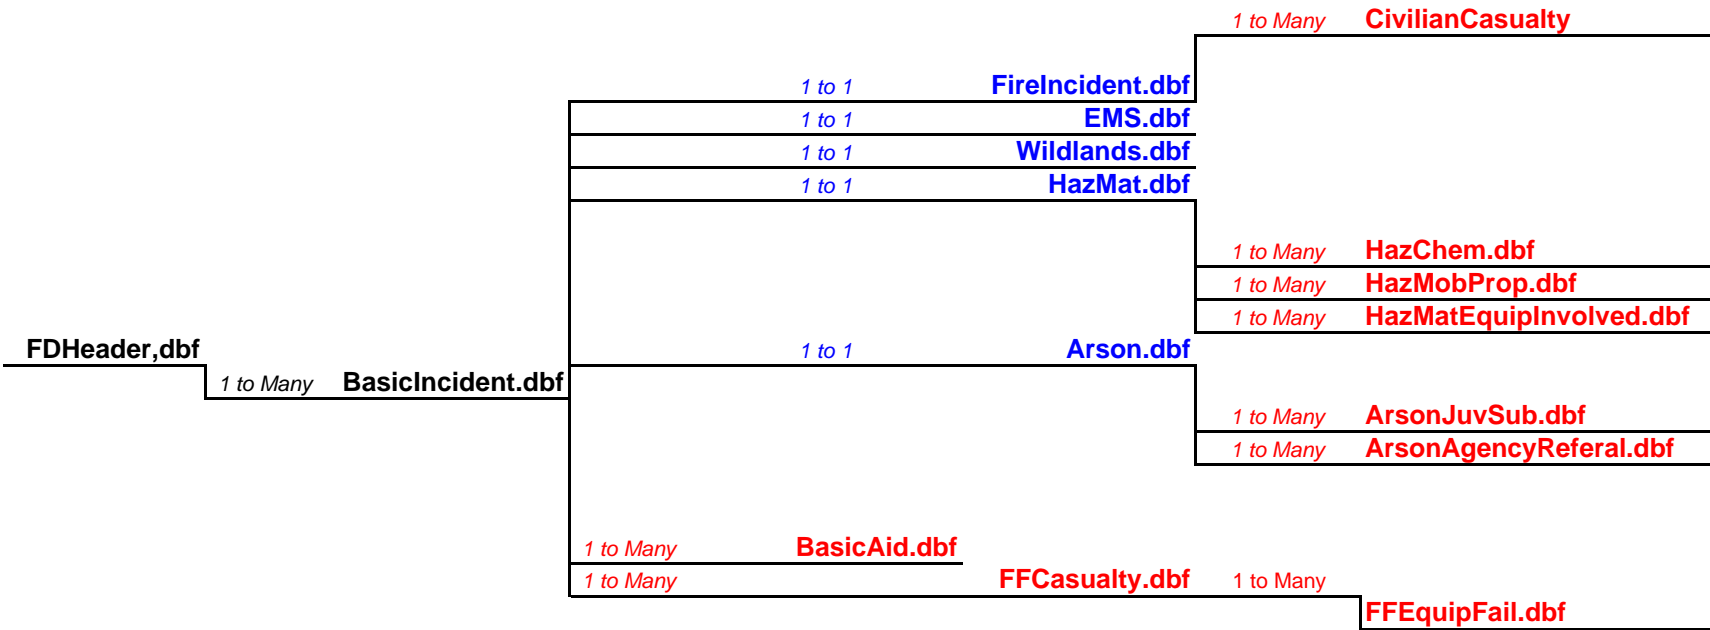 1 to Many CivilianCasualty
1 to 1 FireIncident.dbf
1 to 1 EMS.dbf
1 to 1 Wildlands.dbf
1 to 1 HazMat.dbf
1 to Many HazChem.dbf
1 to Many HazMobProp.dbf
1 to Many HazMatEquipInvolved.dbf
FDHeader,dbf 1 to 1 Arson.dbf
1 to Many BasicIncident.dbf
1 to Many ArsonJuvSub.dbf
1 to Many ArsonAgencyReferal.dbf
1 to Many BasicAid.dbf
1 to Many FFCasualty.dbf 1 to Many
FFEquipFail.dbf